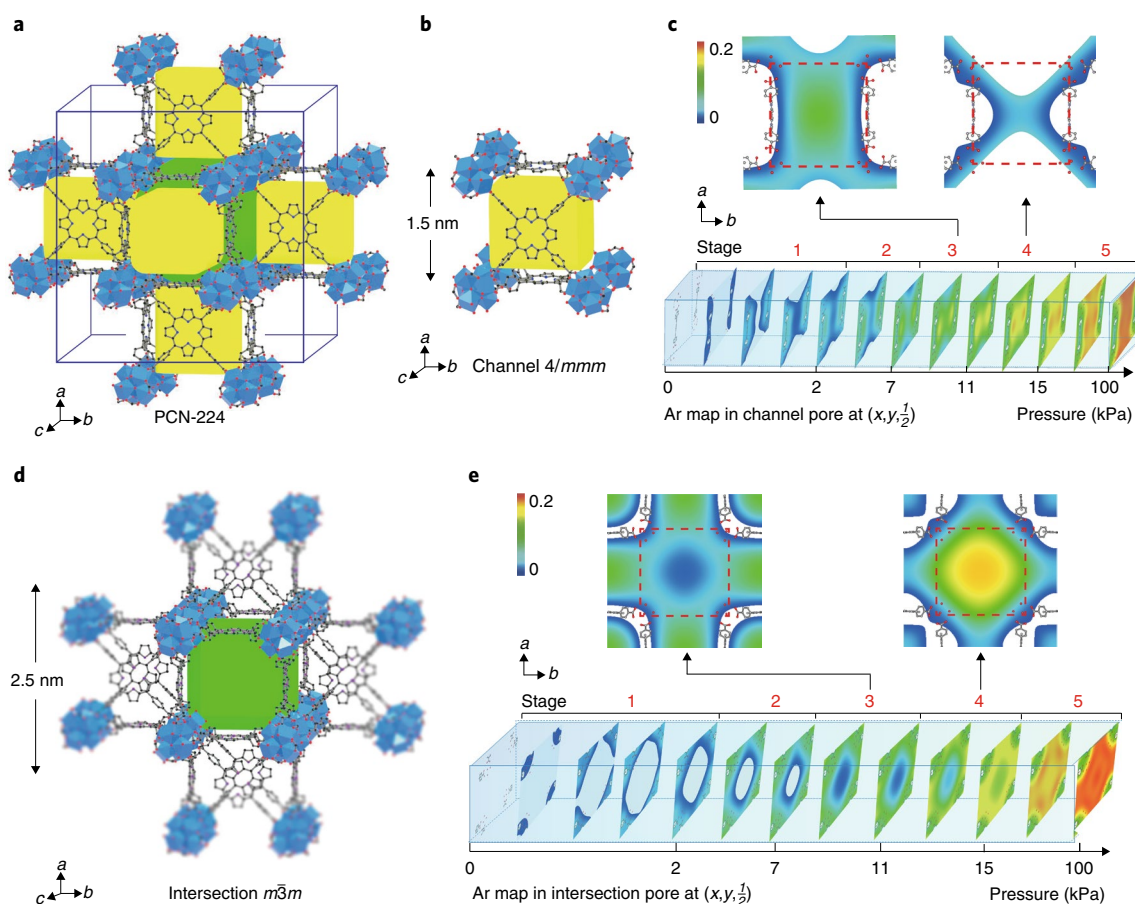 a
a
c
b
PCN-224
b
1.5 nm
a
c
b
Channel 4/mmm
c
0.2
0
a
b
Stage
1
2
3
4
5
0
2
7
11
15
100
Ar map in channel pore at (x,y,1/2)
Pressure (kPa)
d
2.5 nm
a
c
b
Intersection m3̄m
e
0.2
0
a
b
Stage
1
2
3
4
5
0
2
7
11
15
100
Ar map in intersection pore at (x,y,1/2)
Pressure (kPa)